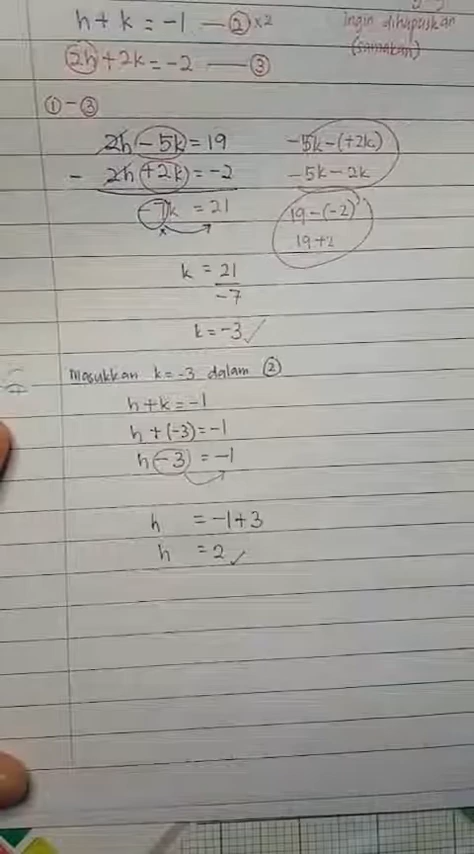 h + k = -1 — ② ×2
Ingin dihapuskan
(samakan)
2h + 2k = -2 — ③
① - ③
2h - 5k = 19
-5k - (+2k)
- 2h + 2k = -2
-5k - 2k
-7k = 21
19 - (-2)
19 + 2
k = 21
-7
k = -3 ✓
Masukkan k = -3 dalam ②
h + k = -1
h + (-3) = -1
h - 3 = -1
h = -1 + 3
h = 2 ✓